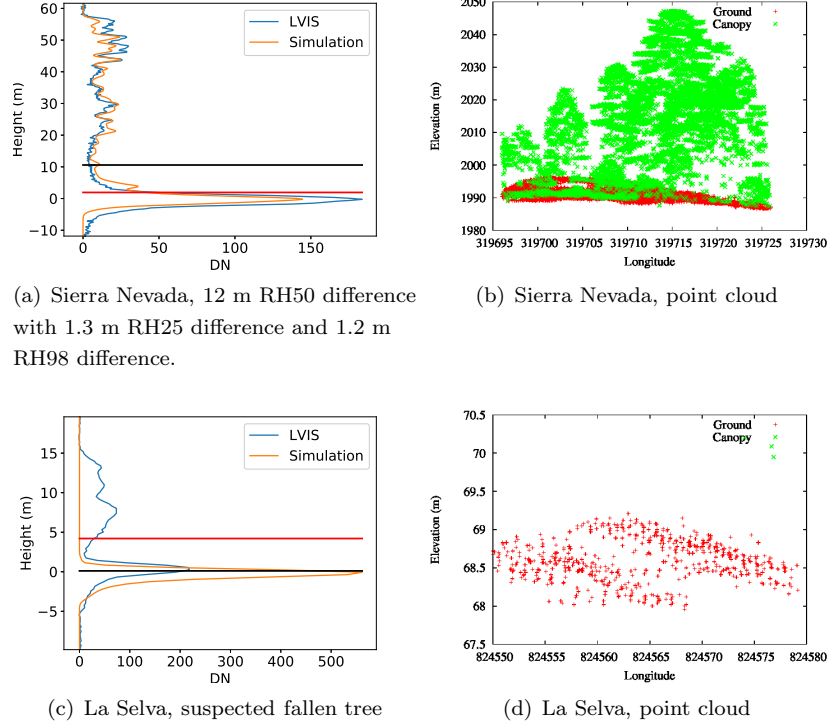 60
50
40
30
20
10
0
−10
Height (m)
LVIS
Simulation
0
50
100
150
DN
2050
2040
2030
2020
2010
2000
1990
1980
Elevation (m)
Ground
Canopy
319695 319700 319705 319710 319715 319720 319725 319730
Longitude
(a) Sierra Nevada, 12 m RH50 difference
with 1.3 m RH25 difference and 1.2 m
RH98 difference.
(b) Sierra Nevada, point cloud
15
10
5
0
−5
Height (m)
LVIS
Simulation
0
100
200
300
400
500
DN
70.5
70
69.5
69
68.5
68
67.5
Elevation (m)
Ground
Canopy
824550
824555
824560
824565
824570
824575
824580
Longitude
(c) La Selva, suspected fallen tree
(d) La Selva, point cloud